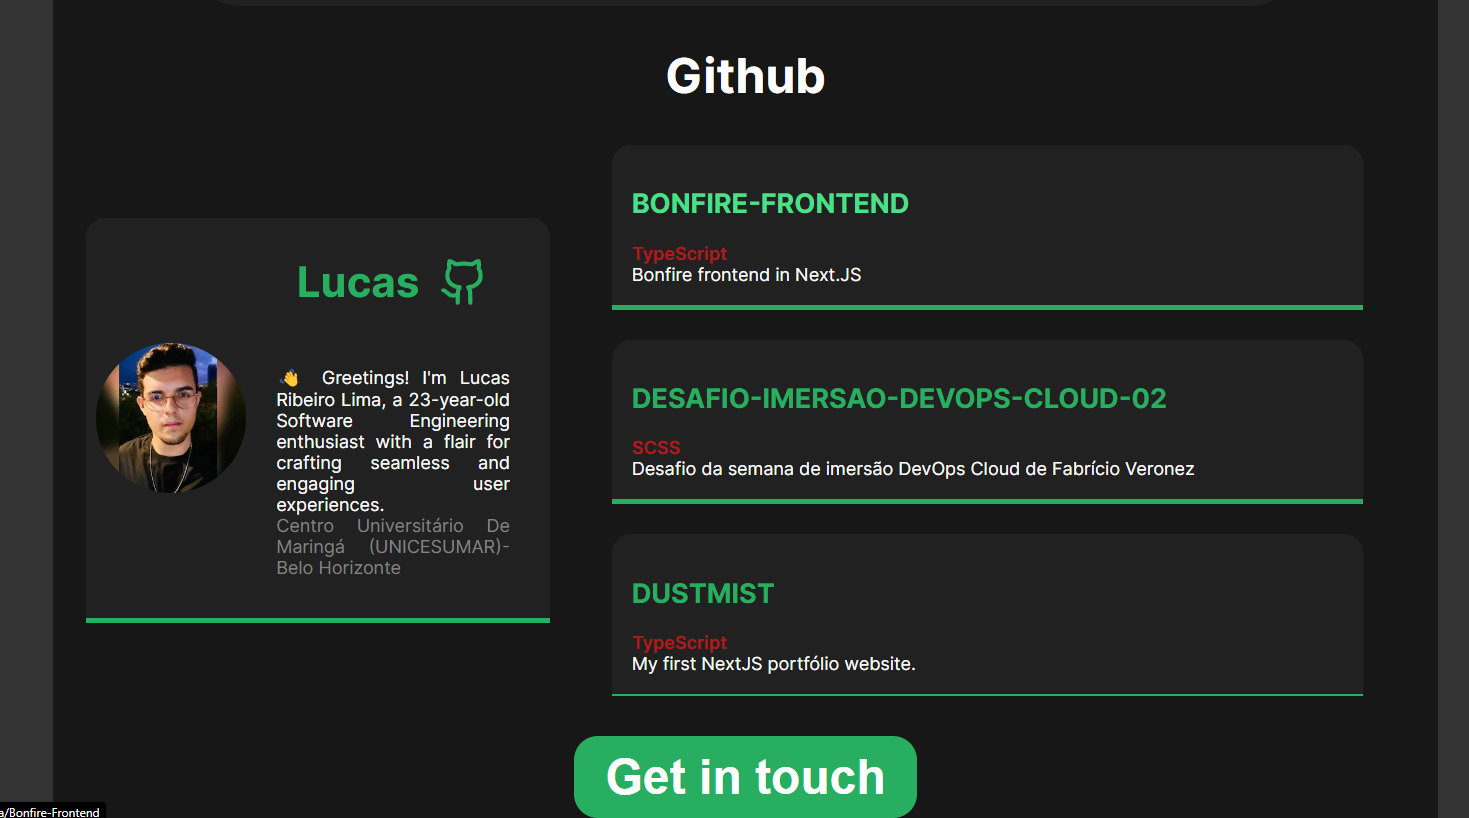 Github
Lucas
👋 Greetings! I'm Lucas
Ribeiro Lima, a 23-year-old
Software Engineering
enthusiast with a flair for
crafting seamless and
engaging user
experiences.
Centro Universitário De
Maringá (UNICESUMAR)-
Belo Horizonte
BONFIRE-FRONTEND
TypeScript
Bonfire frontend in Next.JS
DESAFIO-IMERSAO-DEVOPS-CLOUD-02
SCSS
Desafio da semana de imersão DevOps Cloud de Fabrício Veronez
DUSTMIST
TypeScript
My first NextJS portfólio website.
Get in touch
a/Bonfire-Frontend